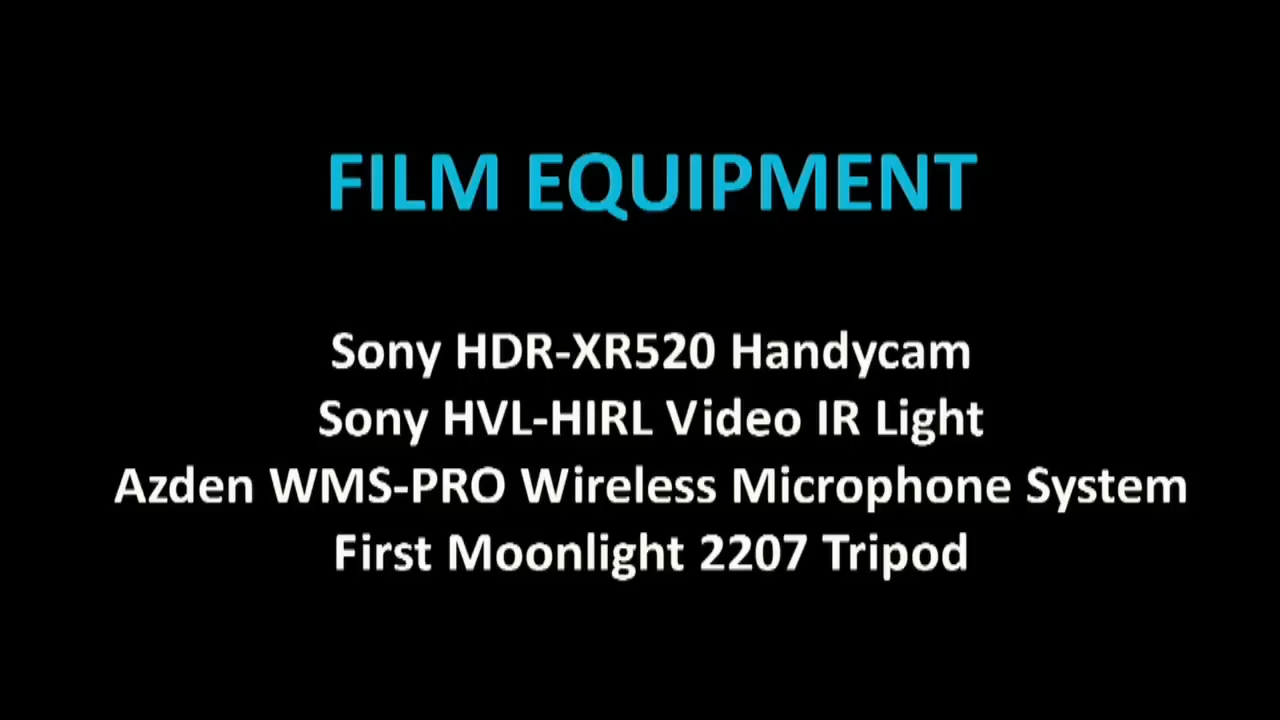 FILM EQUIPMENT
Sony HDR-XR520 Handycam
Sony HVL-HIRL Video IR Light
Azden WMS-PRO Wireless Microphone System
First Moonlight 2207 Tripod